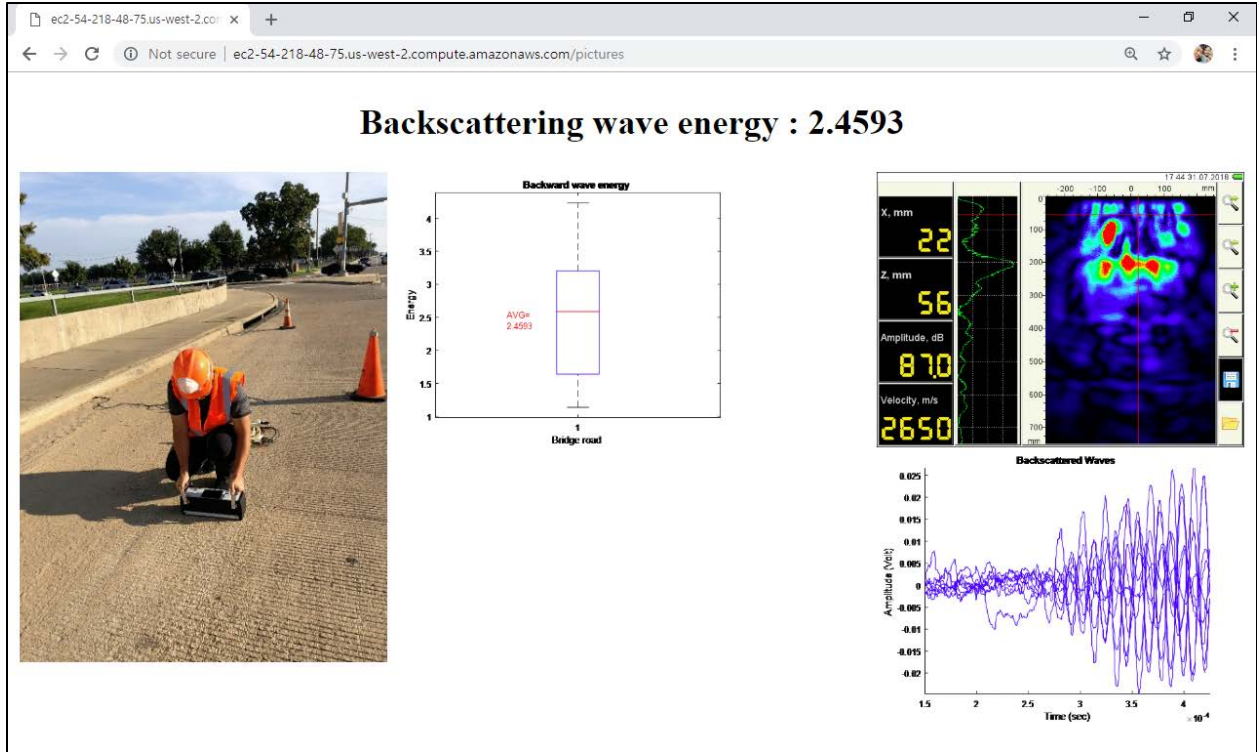 ec2-54-218-48-75.us-west-2.com
Not secure | ec2-54-218-48-75.us-west-2.compute.amazonaws.com/pictures
Backscattering wave energy : 2.4593
Backward wave energy
4
3.5
3
2.5
2
1.5
1
Energy
AVG=
2.4593
1
Bridge road
17 44 31.07.2018
-200 -100 0 100 mm
X, mm
22
Z, mm
56
Amplitude, dB
87.0
Velocity, m/s
2650
0
100
200
300
400
500
600
700
mm
Backscattered Waves
0.025
0.02
0.015
0.01
0.005
0
-0.005
-0.01
-0.015
-0.02
Amplitude (Volt)
1.5 2 2.5 3 3.5 4
Time (sec)
×10⁻⁴